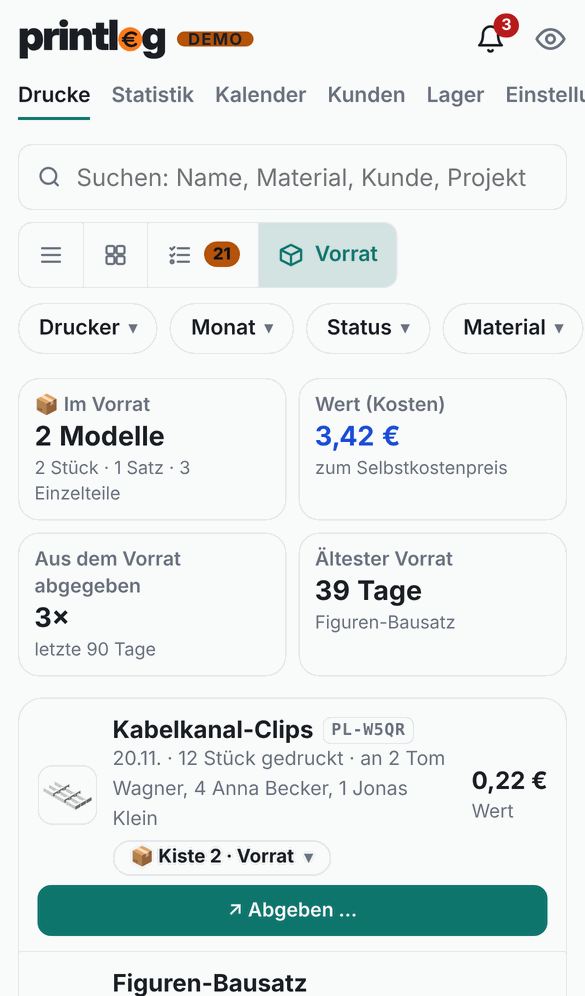 printl€g DEMO 3
Drucke Statistik Kalender Kunden Lager Einstellu
Suchen: Name, Material, Kunde, Projekt
21 Vorrat
Drucker ▾ Monat ▾ Status ▾ Material ▾
📦 Im Vorrat
2 Modelle
2 Stück · 1 Satz · 3
Einzelteile
Wert (Kosten)
3,42 €
zum Selbstkostenpreis
Aus dem Vorrat
abgegeben
3×
letzte 90 Tage
Ältester Vorrat
39 Tage
Figuren-Bausatz
Kabelkanal-Clips PL-W5QR
20.11. · 12 Stück gedruckt · an 2 Tom
Wagner, 4 Anna Becker, 1 Jonas
Klein
0,22 €
Wert
📦 Kiste 2 · Vorrat ▾
↗ Abgeben …
Figuren-Bausatz